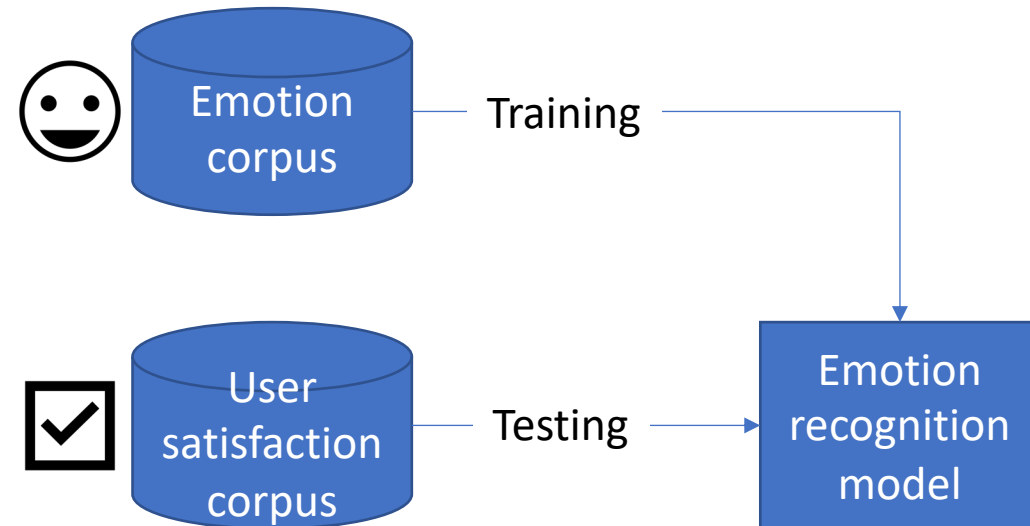 Emotion
corpus
Training
User
satisfaction
corpus
Testing
Emotion
recognition
model